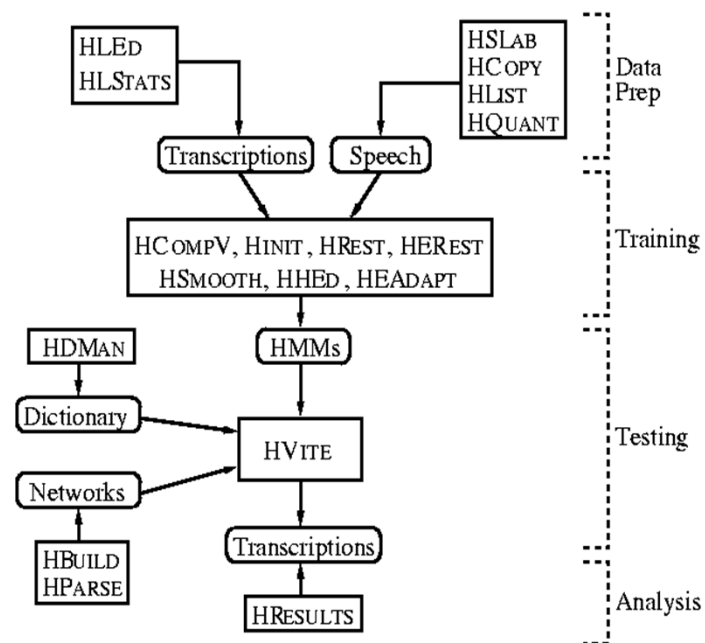 HLED
HLSTATS
HSLAB
HCOPY
HLIST
HQUANT
Data
Prep
Transcriptions
Speech
Training
HCOMPV, HINIT, HREST, HEREST
HSMOOTH, HHED, HEADAPT
HDMAN
HMMs
Dictionary
HVITE
Testing
Networks
HBUILD
HPARSE
Transcriptions
HRESULTS
Analysis